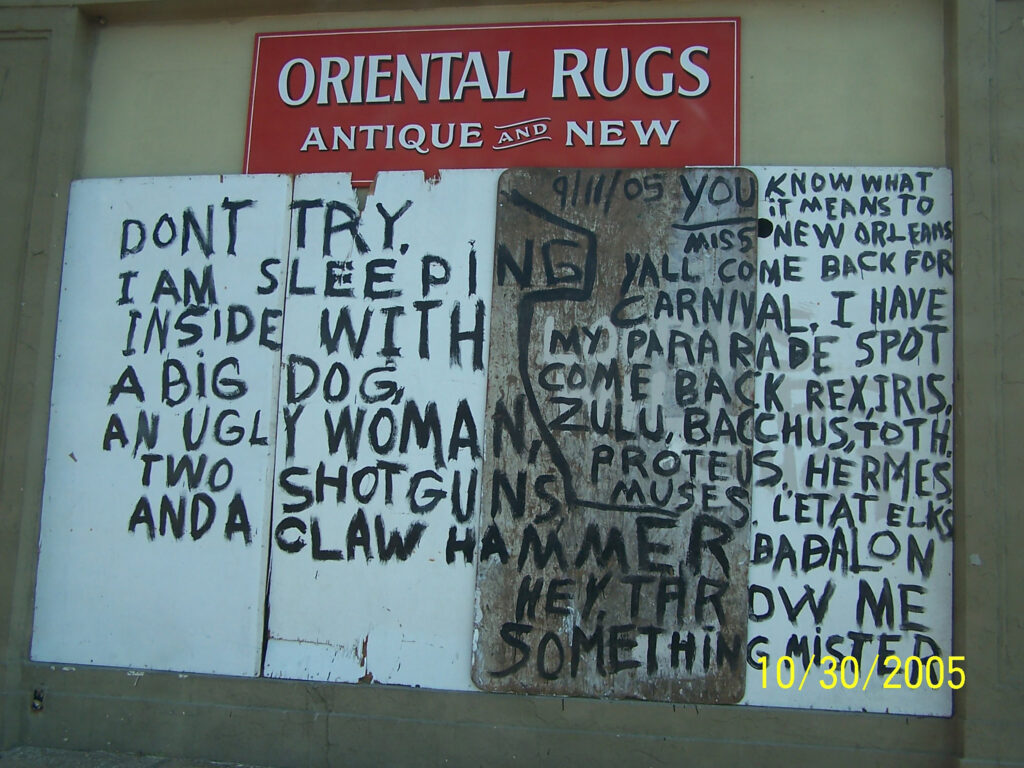 ORIENTAL RUGS
ANTIQUE AND NEW
DONT TRY.
I AM SLEEPING
INSIDE WITH
A BIG DOG,
AN UGLY WOMAN,
TWO SHOTGUNS,
AND A CLAW HAMMER
9/11/05 YOU KNOW WHAT
IT MEANS TO
MISS NEW ORLEANS
YALL COME BACK FOR
CARNIVAL. I HAVE
MY PARARADE SPOT
COME BACK REX, IRIS,
ZULU, BACCHUS, TOTH.
PROTEUS. HERMES.
MUSES. L'ETAT ELKS
BABALON
HEY, THROW ME
SOMETHING MISTED
10/30/2005